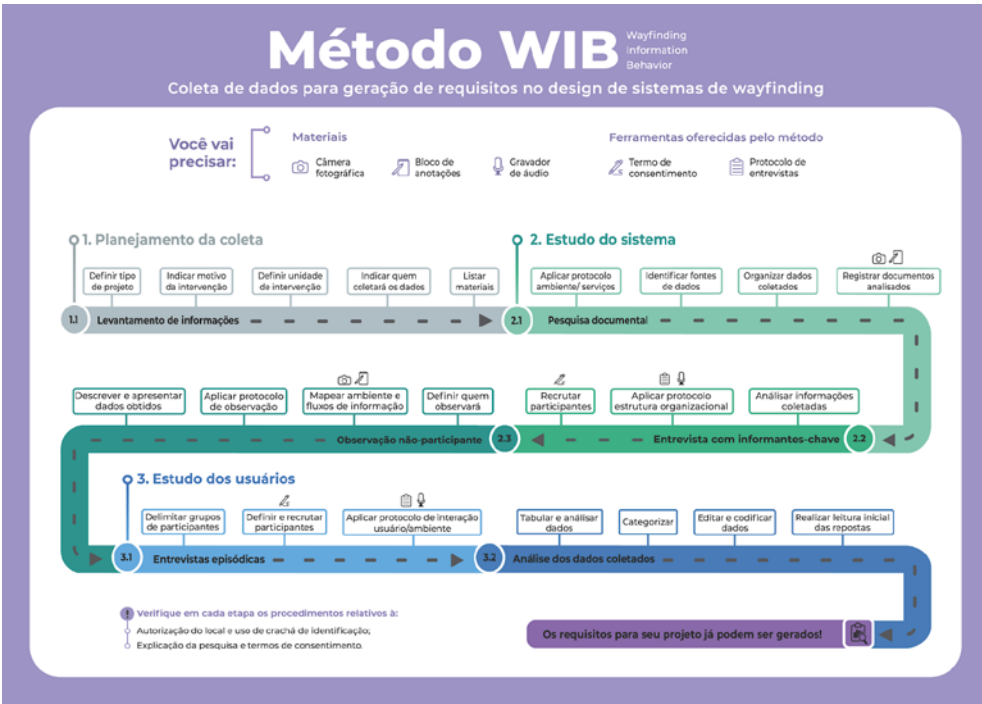 Método WIB
Wayfinding
Information
Behavior
Coleta de dados para geração de requisitos no design de sistemas de wayfinding
Você vai
precisar:
Materiais
Câmera
fotográfica
Bloco de
anotações
Gravador
de áudio
Ferramentas oferecidas pelo método
Termo de
consentimento
Protocolo de
entrevistas
1. Planejamento da coleta
Definir tipo
de projeto
Indicar motivo
da intervenção
Definir unidade
de intervenção
Indicar quem
coletará os dados
Listar
materiais
1.1
Levantamento de informações
2. Estudo do sistema
Aplicar protocolo
ambiente/ serviços
Identificar fontes
de dados
Organizar dados
coletados
Registrar documentos
analisados
2.1
Pesquisa documental
Descrever e apresentar
dados obtidos
Aplicar protocolo
de observação
Mapear ambiente e
fluxos de informação
Definir quem
observará
Observação não-participante
2.3
Recrutar
participantes
Aplicar protocolo
estrutura organizacional
Análisar informações
coletadas
Entrevista com informantes-chave
2.2
3. Estudo dos usuários
Delimitar grupos
de participantes
Definir e recrutar
participantes
Aplicar protocolo de interação
usuário/ambiente
3.1
Entrevistas episódicas
Tabular e análisar
dados
Categorizar
Editar e codificar
dados
Realizar leitura inicial
das repostas
3.2
Análise dos dados coletados
! Verifique em cada etapa os procedimentos relativos à:
Autorização do local e uso de crachá de identificação;
Explicação da pesquisa e termos de consentimento.
Os requisitos para seu projeto já podem ser gerados!